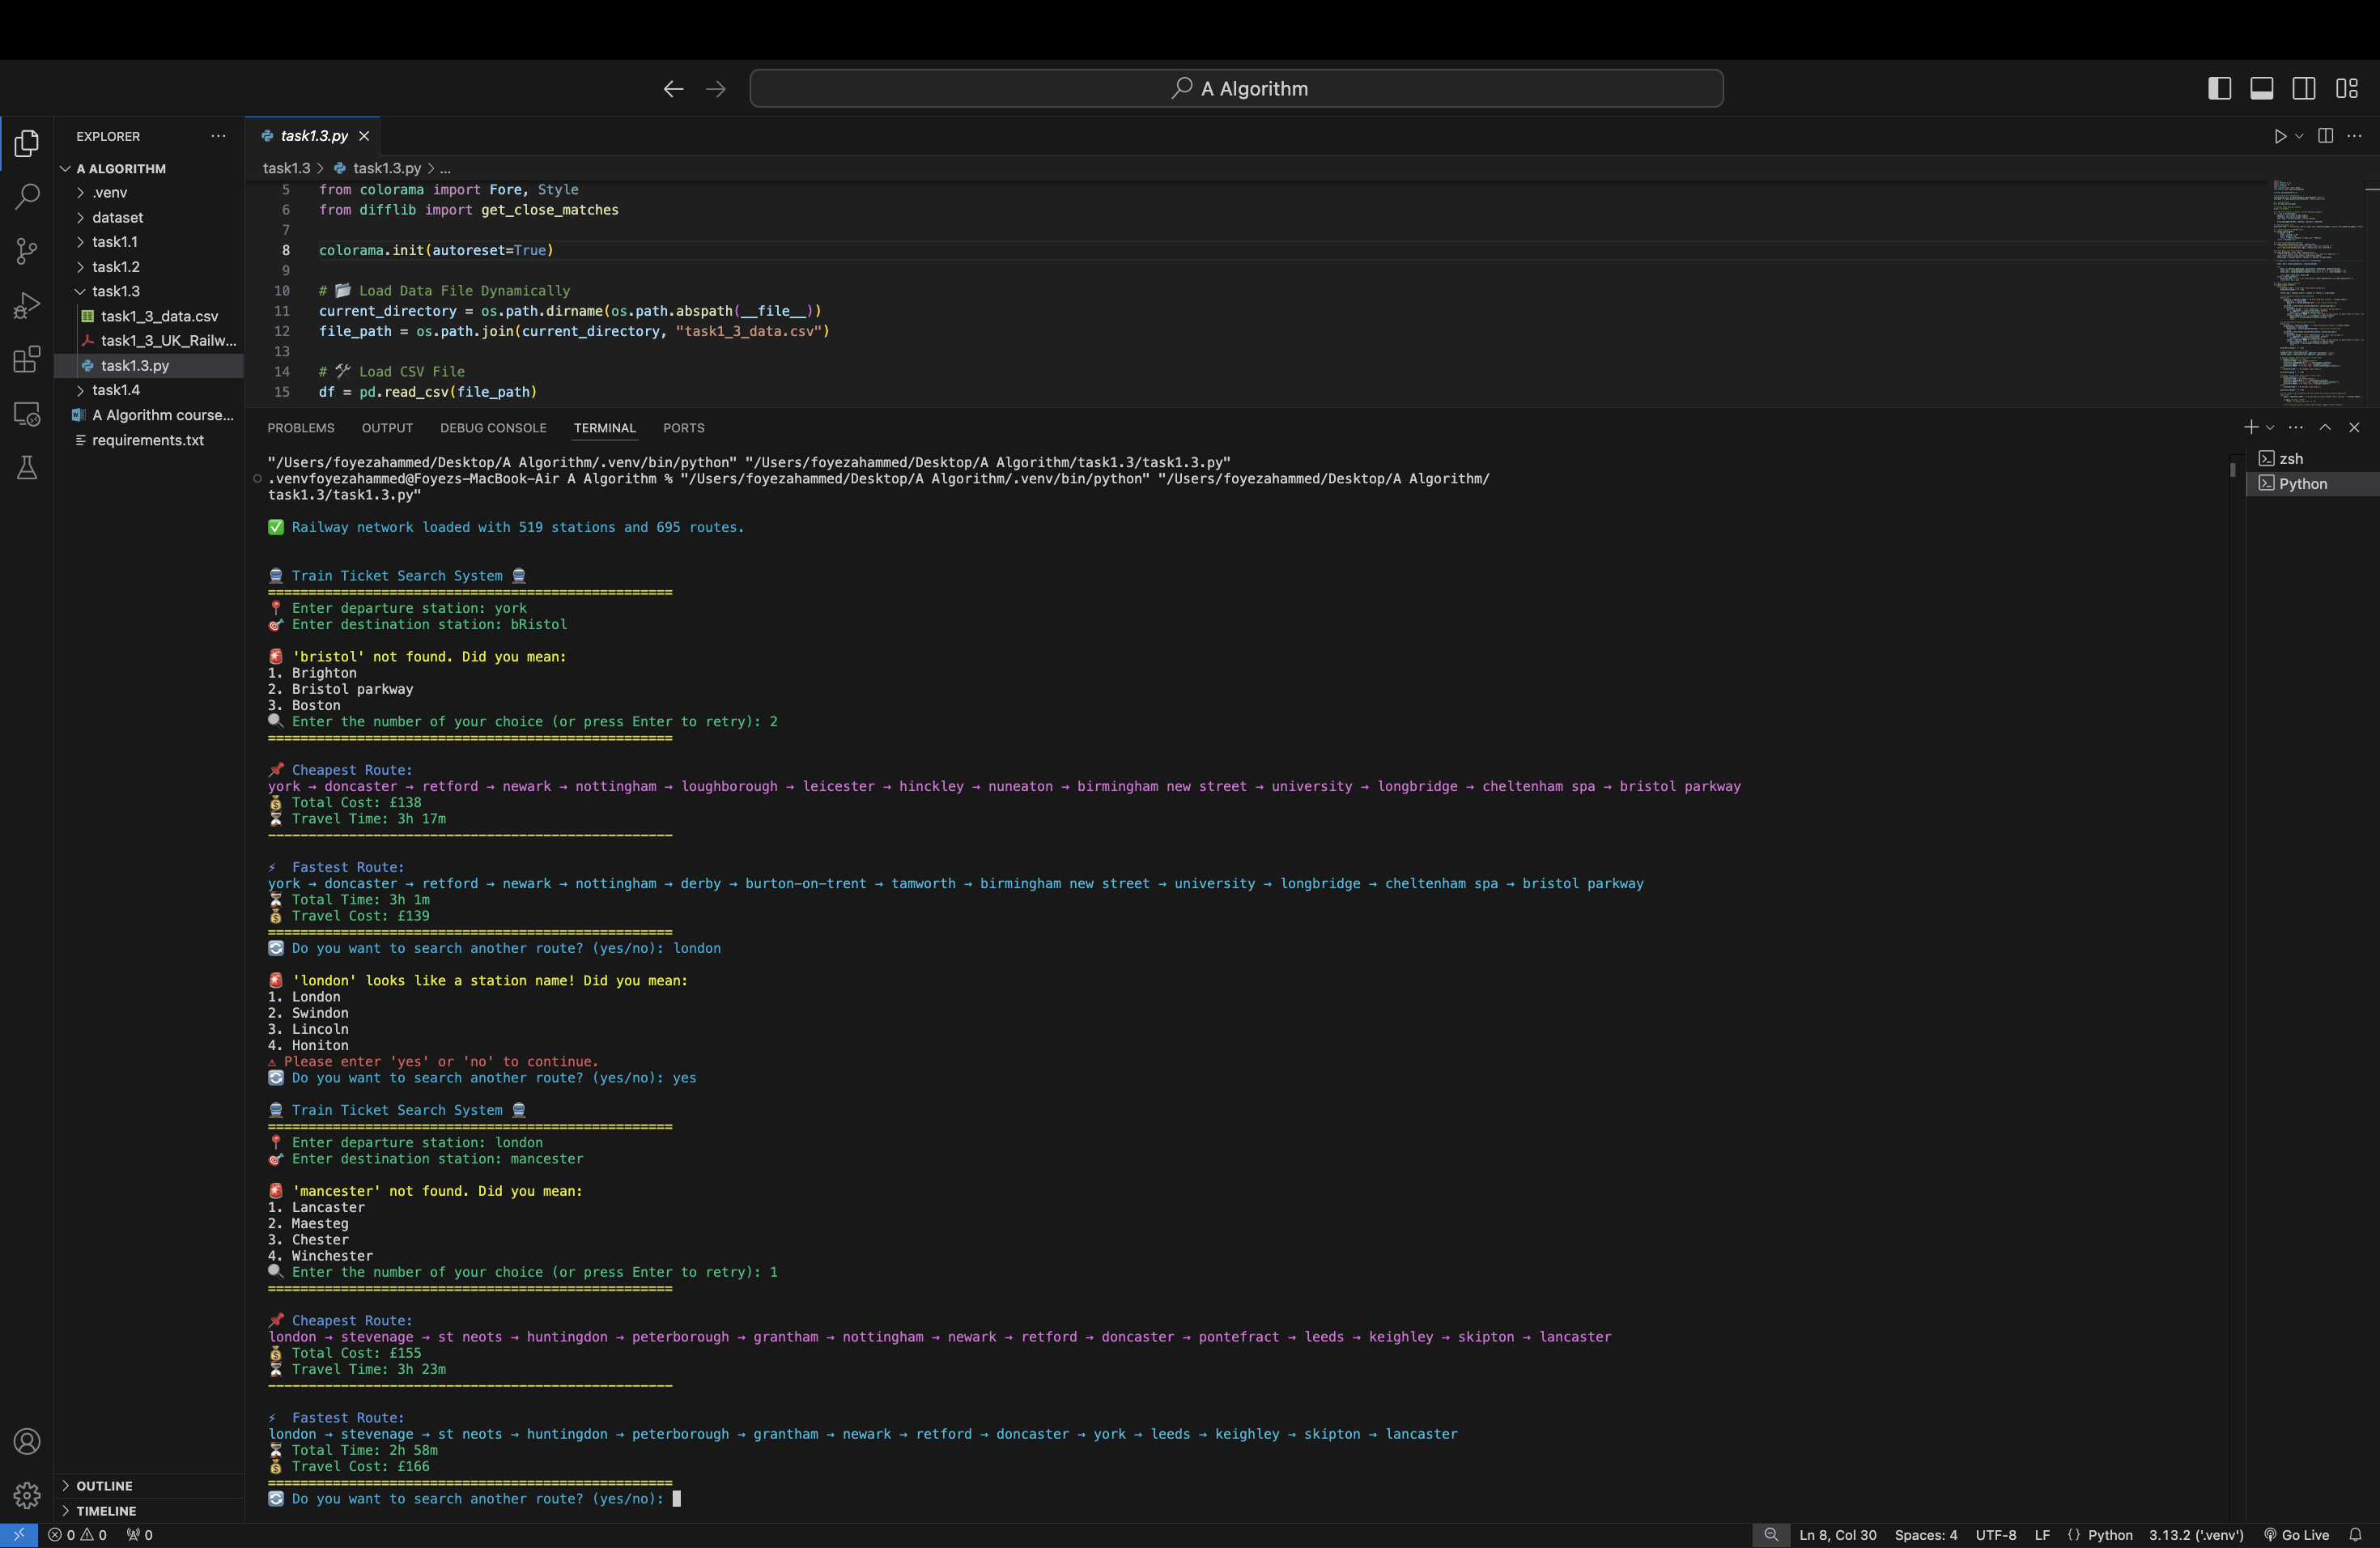 A Algorithm
EXPLORER
task1.3.py
A ALGORITHM
.venv
dataset
task1.1
task1.2
task1.3
task1_3_data.csv
task1_3_UK_Railw...
task1.3.py
task1.4
A Algorithm course...
requirements.txt
OUTLINE
TIMELINE
task1.3 > task1.3.py > ...
5 from colorama import Fore, Style
6 from difflib import get_close_matches
7
8 colorama.init(autoreset=True)
9
10 # 📂 Load Data File Dynamically
11 current_directory = os.path.dirname(os.path.abspath(__file__))
12 file_path = os.path.join(current_directory, "task1_3_data.csv")
13
14 # 🛠 Load CSV File
15 df = pd.read_csv(file_path)
PROBLEMS OUTPUT DEBUG CONSOLE TERMINAL PORTS
zsh
Python
"/Users/foyezahammed/Desktop/A Algorithm/.venv/bin/python" "/Users/foyezahammed/Desktop/A Algorithm/task1.3/task1.3.py"
.venvfoyezahammed@Foyezs-MacBook-Air A Algorithm % "/Users/foyezahammed/Desktop/A Algorithm/.venv/bin/python" "/Users/foyezahammed/Desktop/A Algorithm/
task1.3/task1.3.py"
✅ Railway network loaded with 519 stations and 695 routes.
🚆 Train Ticket Search System 🚆
==================================================
📍 Enter departure station: york
🎯 Enter destination station: bRistol
🚨 'bristol' not found. Did you mean:
1. Brighton
2. Bristol parkway
3. Boston
🔍 Enter the number of your choice (or press Enter to retry): 2
==================================================
📌 Cheapest Route:
york → doncaster → retford → newark → nottingham → loughborough → leicester → hinckley → nuneaton → birmingham new street → university → longbridge → cheltenham spa → bristol parkway
💰 Total Cost: £138
⏳ Travel Time: 3h 17m
--------------------------------------------------
⚡ Fastest Route:
york → doncaster → retford → newark → nottingham → derby → burton-on-trent → tamworth → birmingham new street → university → longbridge → cheltenham spa → bristol parkway
⏳ Total Time: 3h 1m
💰 Travel Cost: £139
==================================================
🔄 Do you want to search another route? (yes/no): london
🚨 'london' looks like a station name! Did you mean:
1. London
2. Swindon
3. Lincoln
4. Honiton
⚠ Please enter 'yes' or 'no' to continue.
🔄 Do you want to search another route? (yes/no): yes
🚆 Train Ticket Search System 🚆
==================================================
📍 Enter departure station: london
🎯 Enter destination station: mancester
🚨 'mancester' not found. Did you mean:
1. Lancaster
2. Maesteg
3. Chester
4. Winchester
🔍 Enter the number of your choice (or press Enter to retry): 1
==================================================
📌 Cheapest Route:
london → stevenage → st neots → huntingdon → peterborough → grantham → nottingham → newark → retford → doncaster → pontefract → leeds → keighley → skipton → lancaster
💰 Total Cost: £155
⏳ Travel Time: 3h 23m
--------------------------------------------------
⚡ Fastest Route:
london → stevenage → st neots → huntingdon → peterborough → grantham → newark → retford → doncaster → york → leeds → keighley → skipton → lancaster
⏳ Total Time: 2h 58m
💰 Travel Cost: £166
==================================================
🔄 Do you want to search another route? (yes/no):
0 0 0 Ln 8, Col 30 Spaces: 4 UTF-8 LF {} Python 3.13.2 ('.venv') Go Live